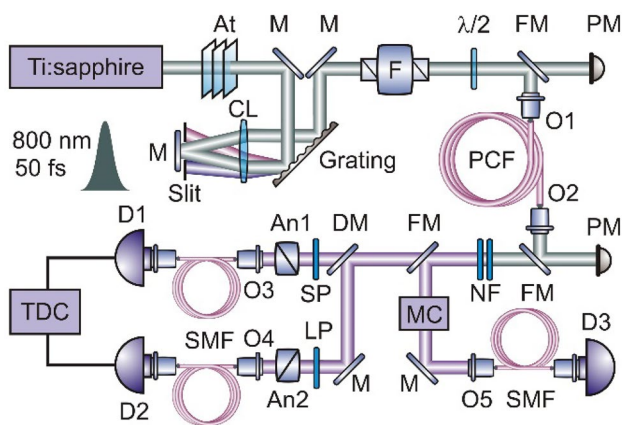 At
M
M
λ/2
FM
PM
Ti:sapphire
F
CL
O1
800 nm
50 fs
M
Slit
Grating
PCF
O2
D1
An1
DM
FM
PM
TDC
O3
SP
NF
FM
SMF
O4
LP
MC
D3
D2
An2
M
M
O5
SMF